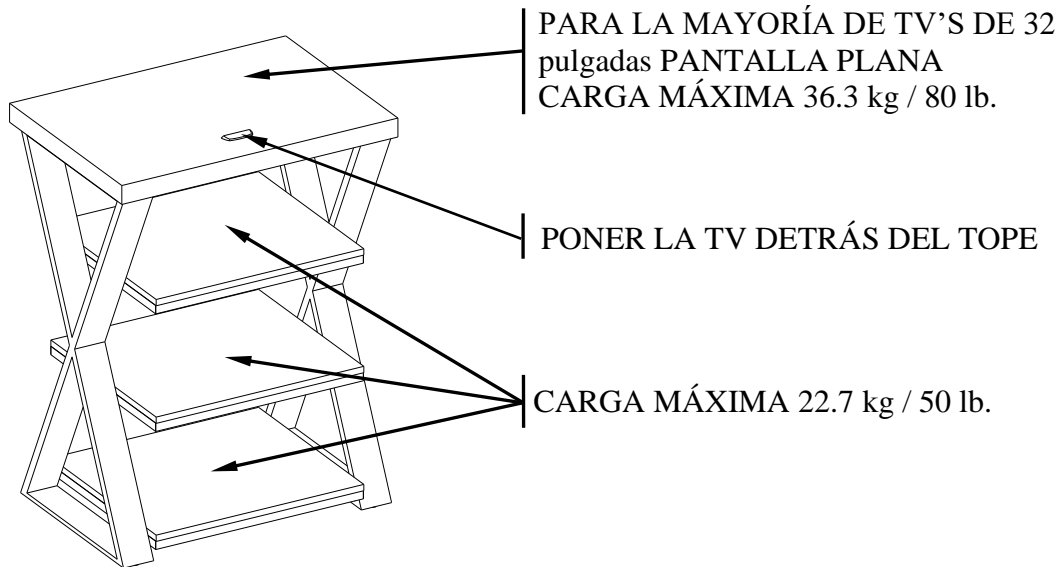 PARA LA MAYORÍA DE TV’S DE 32
pulgadas PANTALLA PLANA
CARGA MÁXIMA 36.3 kg / 80 lb.
PONER LA TV DETRÁS DEL TOPE
CARGA MÁXIMA 22.7 kg / 50 lb.